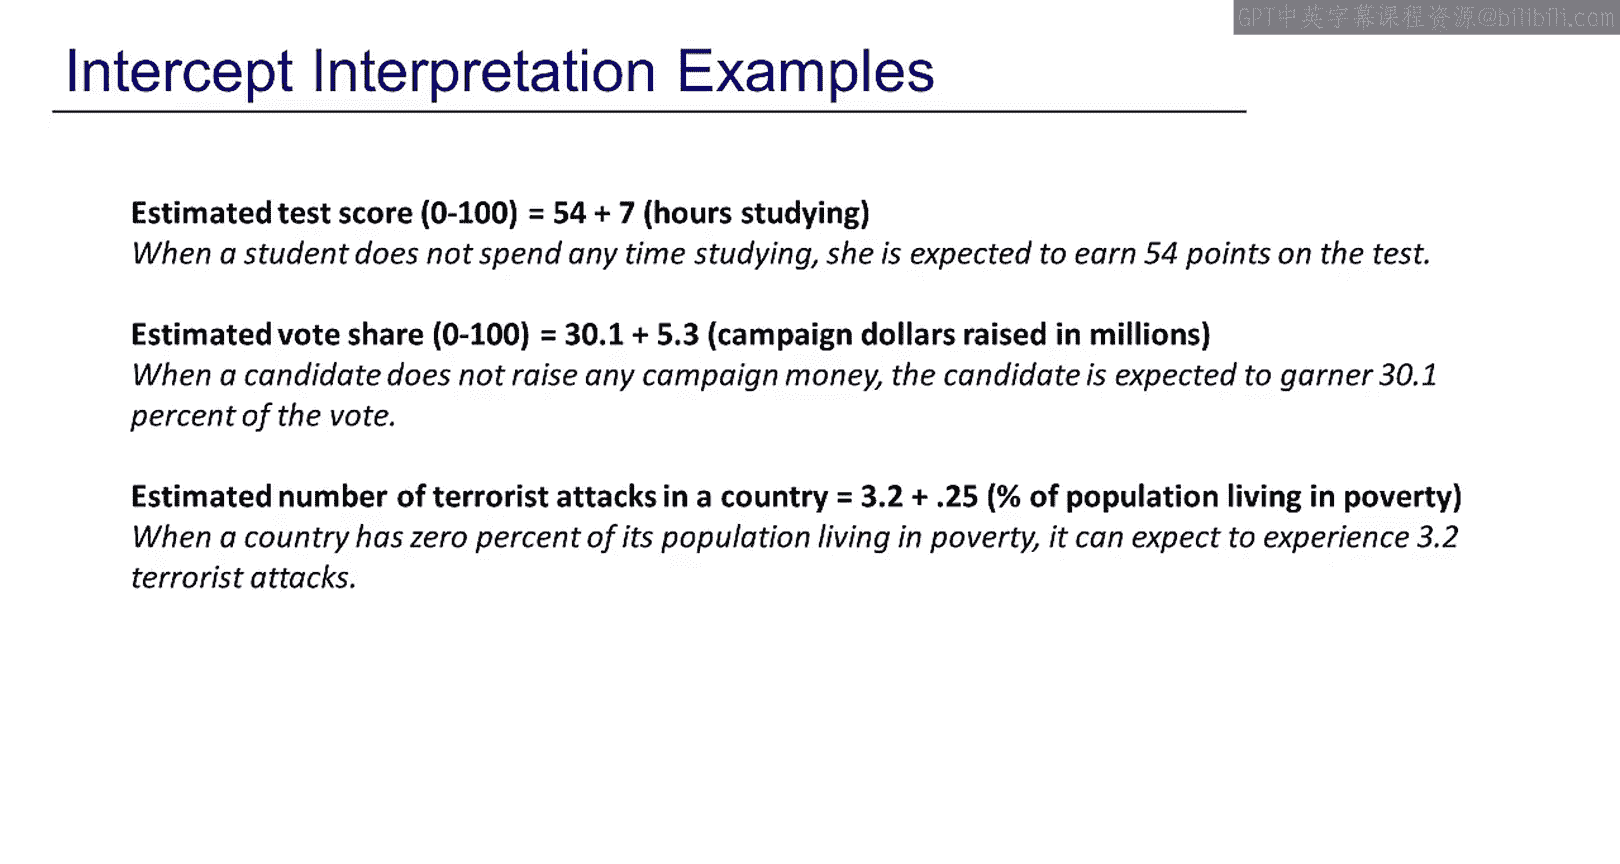 GPT中英字幕课程资源@bilibili.com
Intercept Interpretation Examples
Estimated test score (0-100) = 54 + 7 (hours studying)
When a student does not spend any time studying, she is expected to earn 54 points on the test.
Estimated vote share (0-100) = 30.1 + 5.3 (campaign dollars raised in millions)
When a candidate does not raise any campaign money, the candidate is expected to garner 30.1
percent of the vote.
Estimated number of terrorist attacks in a country = 3.2 + .25 (% of population living in poverty)
When a country has zero percent of its population living in poverty, it can expect to experience 3.2
terrorist attacks.